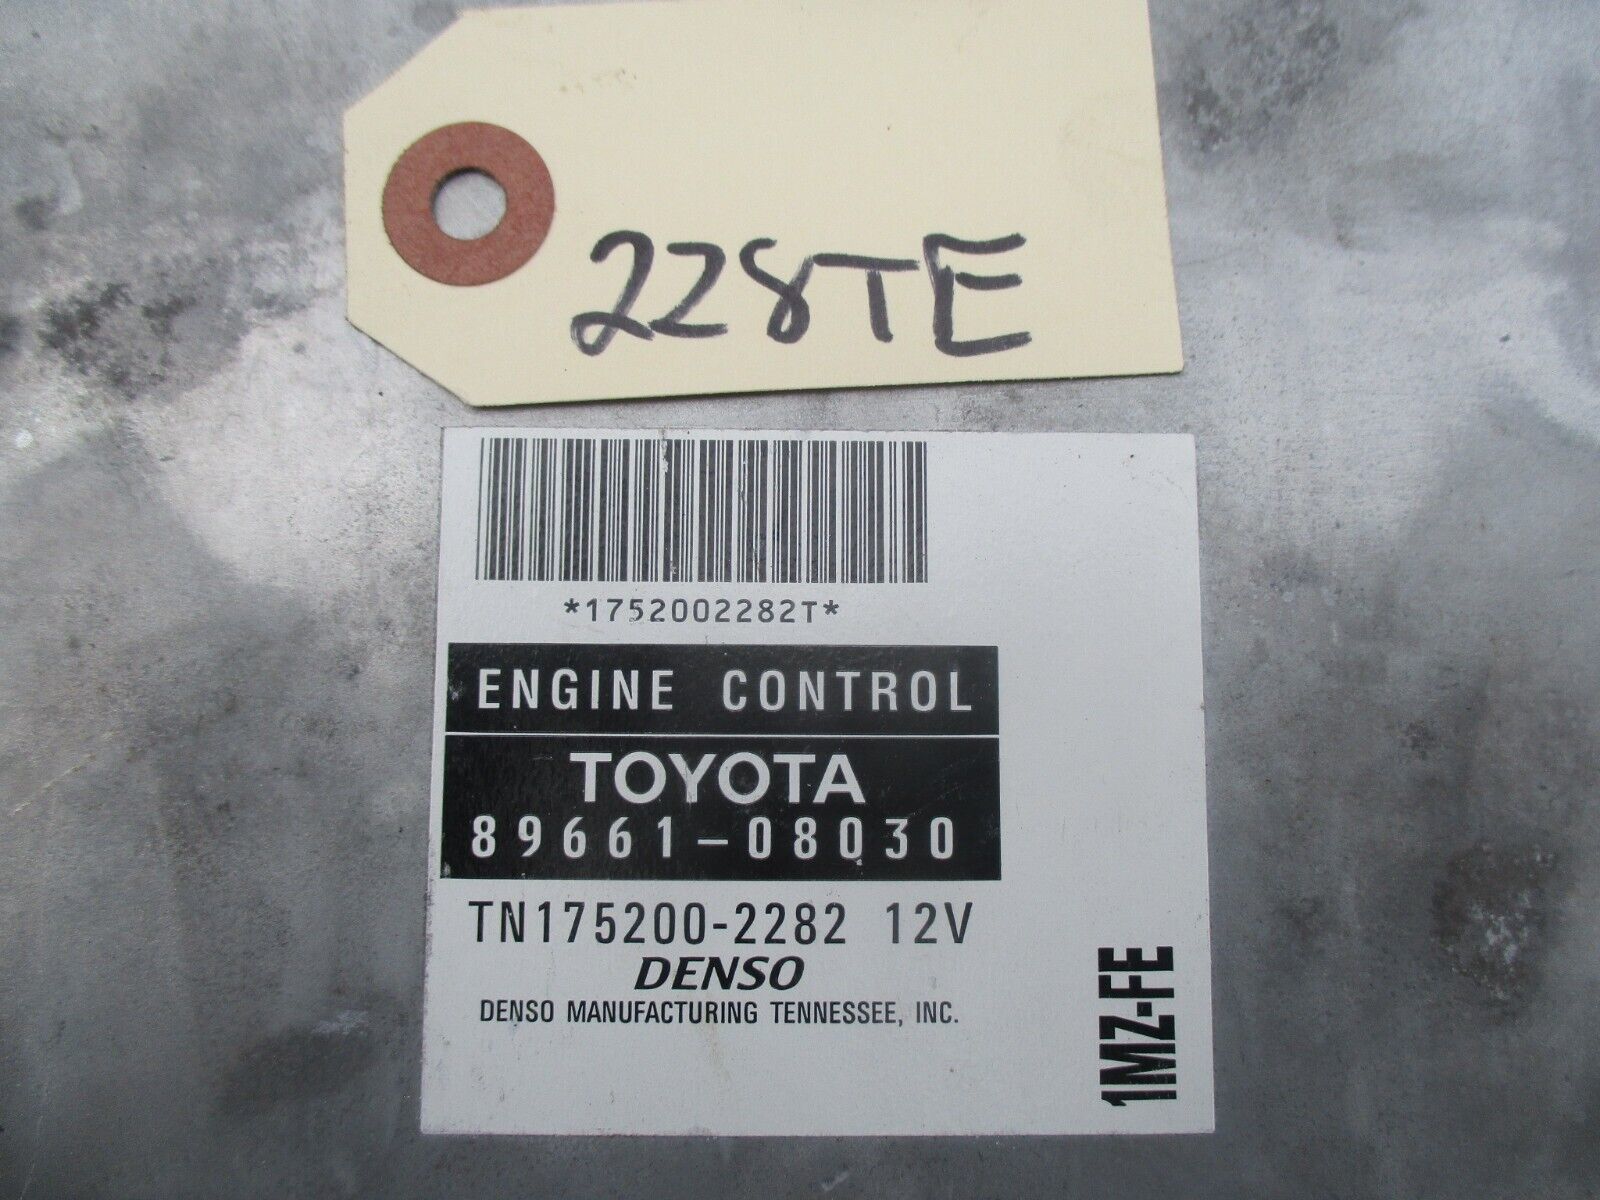 228TE
*1752002282T*
ENGINE CONTROL
TOYOTA
89661-08030
TN175200-2282 12V
DENSO
DENSO MANUFACTURING TENNESSEE, INC.
1MZ-FE